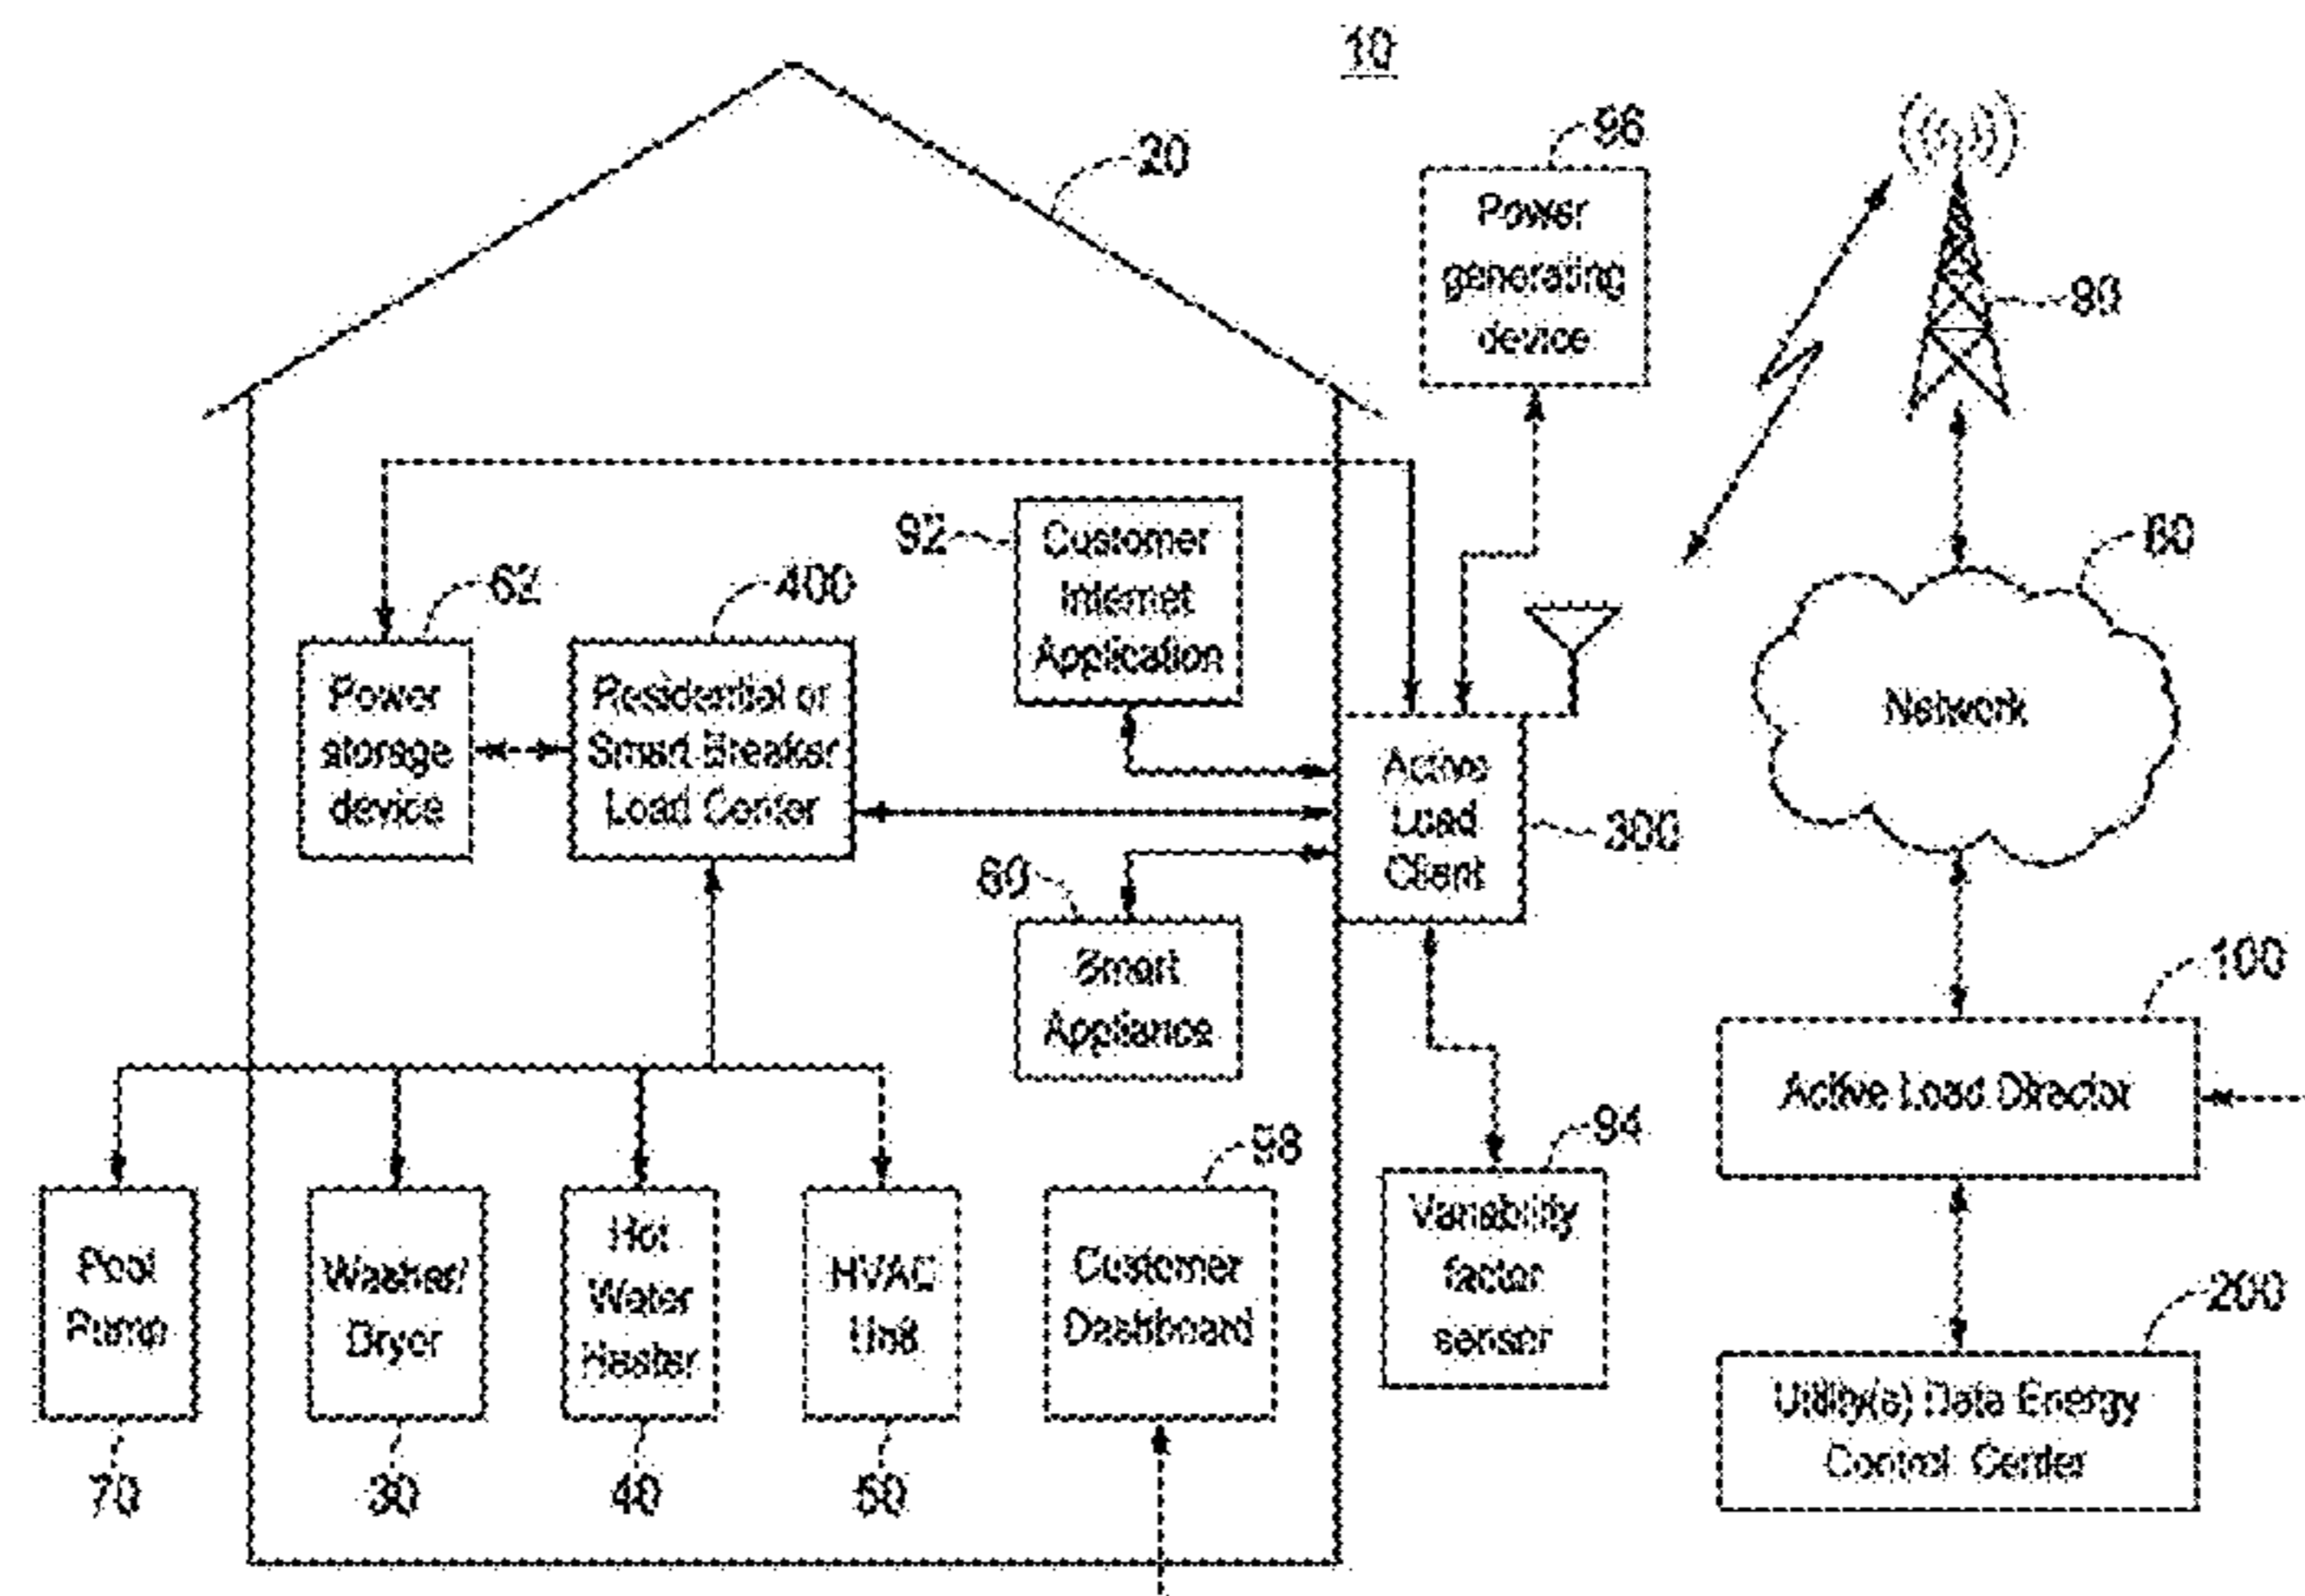 10
20
96
Power
generating
device
90
92
Customer
Internet
Application
80
62
400
Power
storage
device
Residential or
Smart Breaker
Load Center
Network
Active
Load
Client
300
60
Smart
Appliance
100
Active Load Director
94
Variability
factor
sensor
98
Customer
Dashboard
Pool
Pump
Washer/
Dryer
Hot
Water
Heater
HVAC
Unit
200
Utility(s) Data Energy
Control Center
70
30
40
50